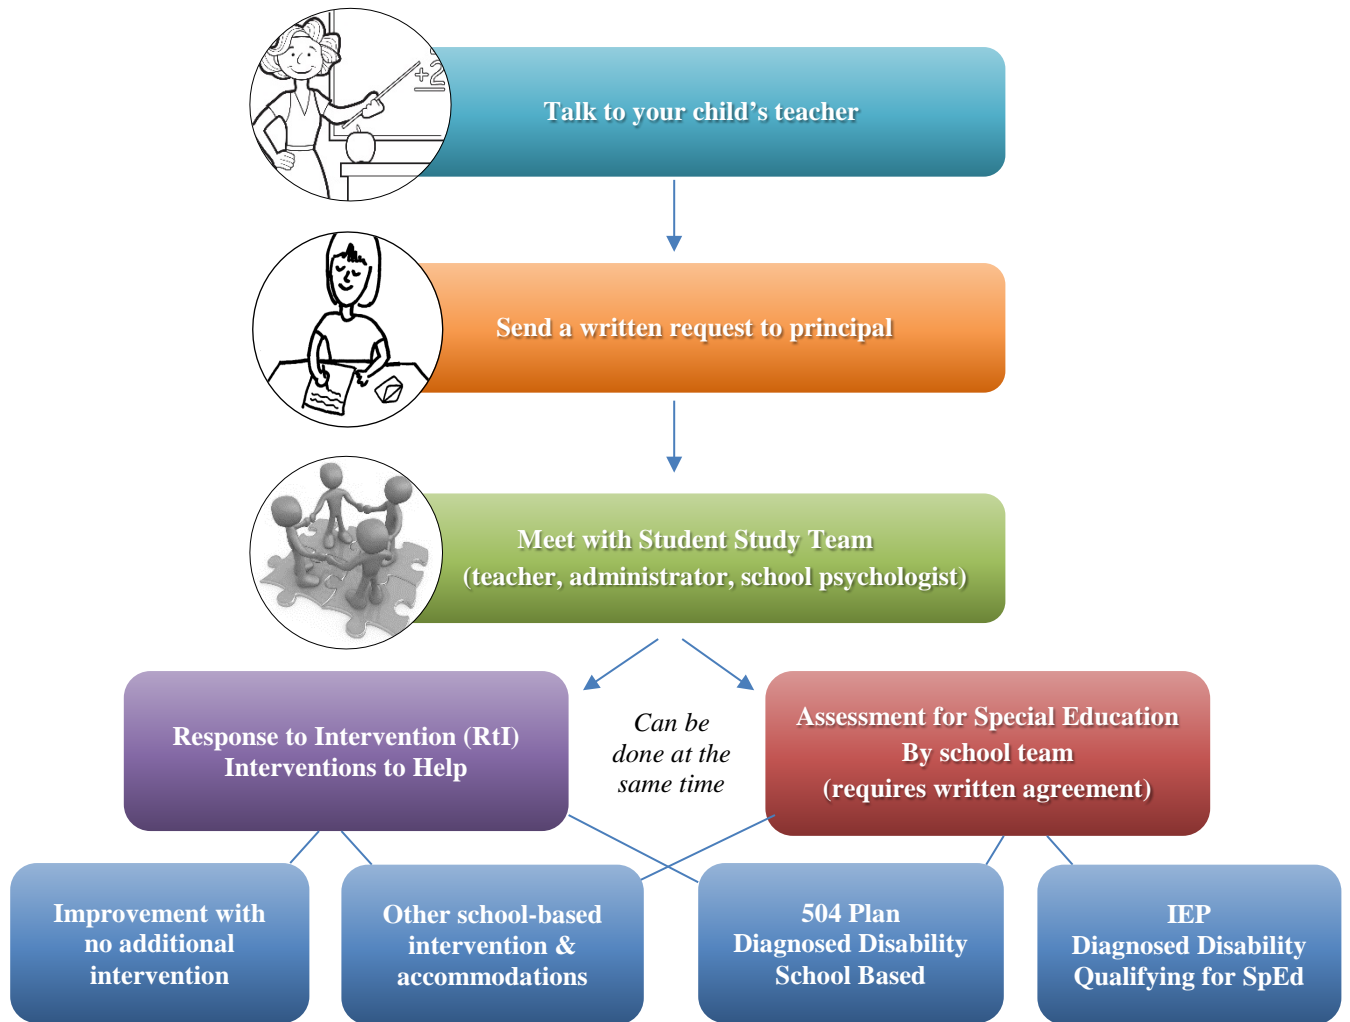 +2
Talk to your child’s teacher
Send a written request to principal
Meet with Student Study Team
(teacher, administrator, school psychologist)
Response to Intervention (RtI)
Interventions to Help
Can be
done at the
same time
Assessment for Special Education
By school team
(requires written agreement)
Improvement with
no additional
intervention
Other school-based
intervention &
accommodations
504 Plan
Diagnosed Disability
School Based
IEP
Diagnosed Disability
Qualifying for SpEd